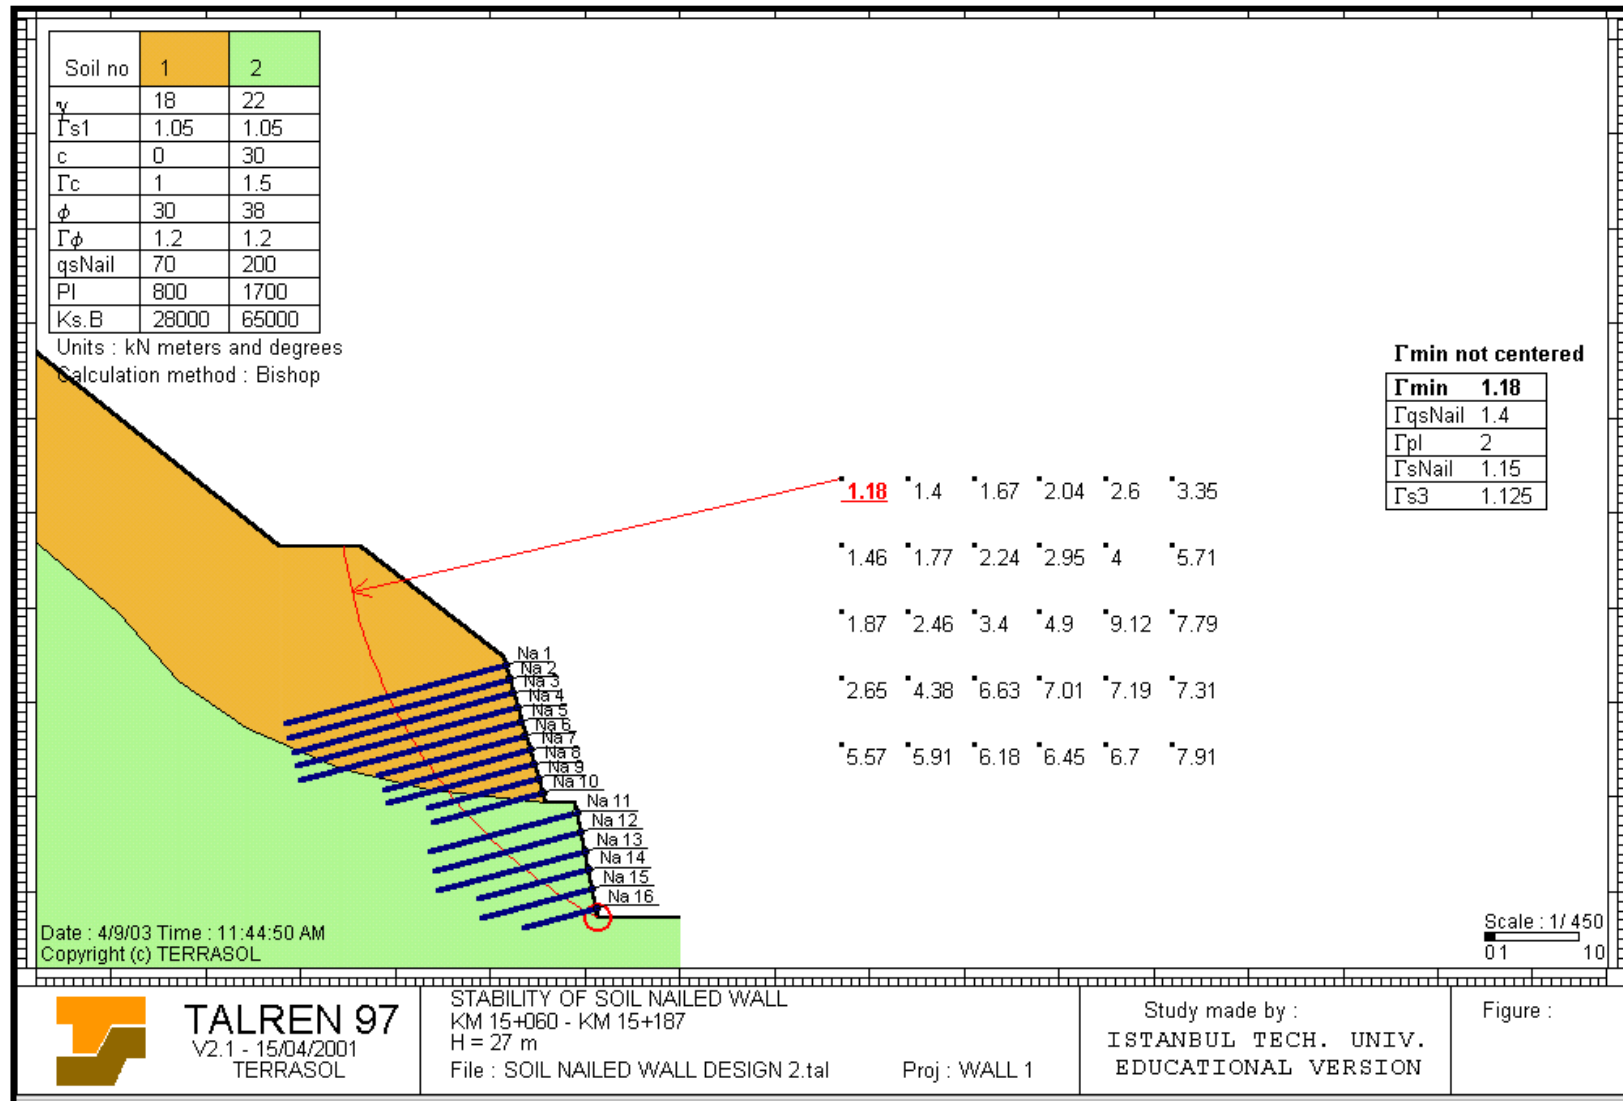 Soil no 1 2
γ 18 22
Γs1 1.05 1.05
c 0 30
Γc 1 1.5
ϕ 30 38
Γϕ 1.2 1.2
qsNail 70 200
Pl 800 1700
Ks.B 28000 65000
Units : kN meters and degrees
Calculation method : Bishop
Γmin not centered
Γmin 1.18
ΓqsNail 1.4
Γpl 2
ΓsNail 1.15
Γs3 1.125
1.18 1.4 1.67 2.04 2.6 3.35
1.46 1.77 2.24 2.95 4 5.71
1.87 2.46 3.4 4.9 9.12 7.79
2.65 4.38 6.63 7.01 7.19 7.31
5.57 5.91 6.18 6.45 6.7 7.91
Na 1
Na 2
Na 3
Na 4
Na 5
Na 6
Na 7
Na 8
Na 9
Na 10
Na 11
Na 12
Na 13
Na 14
Na 15
Na 16
Date : 4/9/03 Time : 11:44:50 AM
Copyright (c) TERRASOL
Scale : 1/ 450
0 1 10
TALREN 97
V2.1 - 15/04/2001
TERRASOL
STABILITY OF SOIL NAILED WALL
KM 15+060 - KM 15+187
H = 27 m
File : SOIL NAILED WALL DESIGN 2.tal Proj : WALL 1
Study made by :
ISTANBUL TECH. UNIV.
EDUCATIONAL VERSION
Figure :